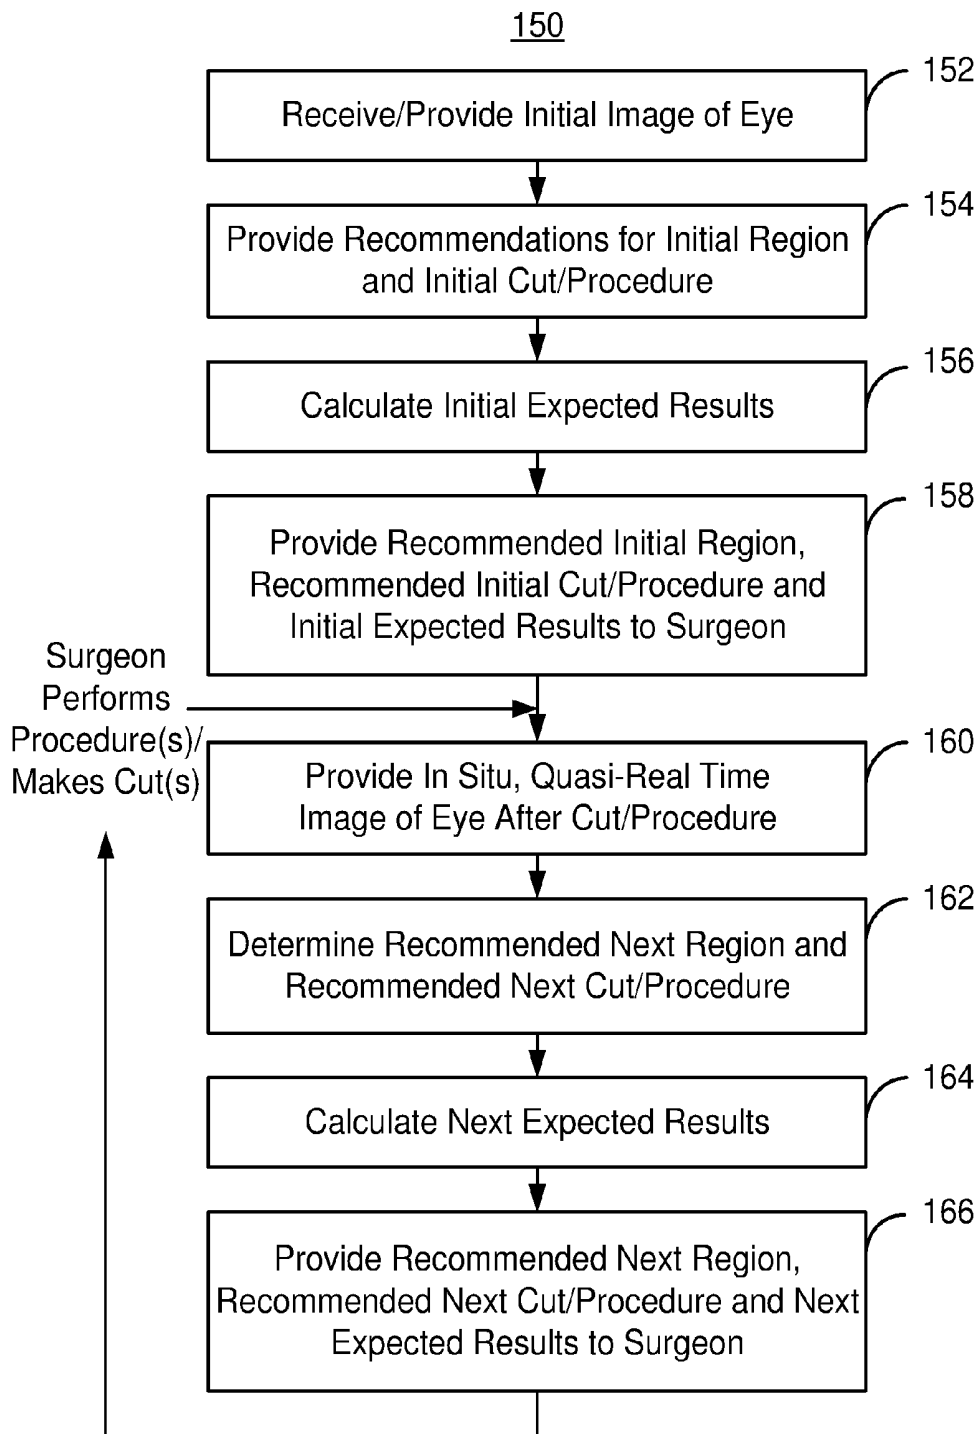 150
152
Receive/Provide Initial Image of Eye
154
Provide Recommendations for Initial Region
and Initial Cut/Procedure
156
Calculate Initial Expected Results
158
Provide Recommended Initial Region,
Recommended Initial Cut/Procedure and
Initial Expected Results to Surgeon
Surgeon
Performs
Procedure(s)/
Makes Cut(s)
160
Provide In Situ, Quasi-Real Time
Image of Eye After Cut/Procedure
162
Determine Recommended Next Region and
Recommended Next Cut/Procedure
164
Calculate Next Expected Results
166
Provide Recommended Next Region,
Recommended Next Cut/Procedure and Next
Expected Results to Surgeon